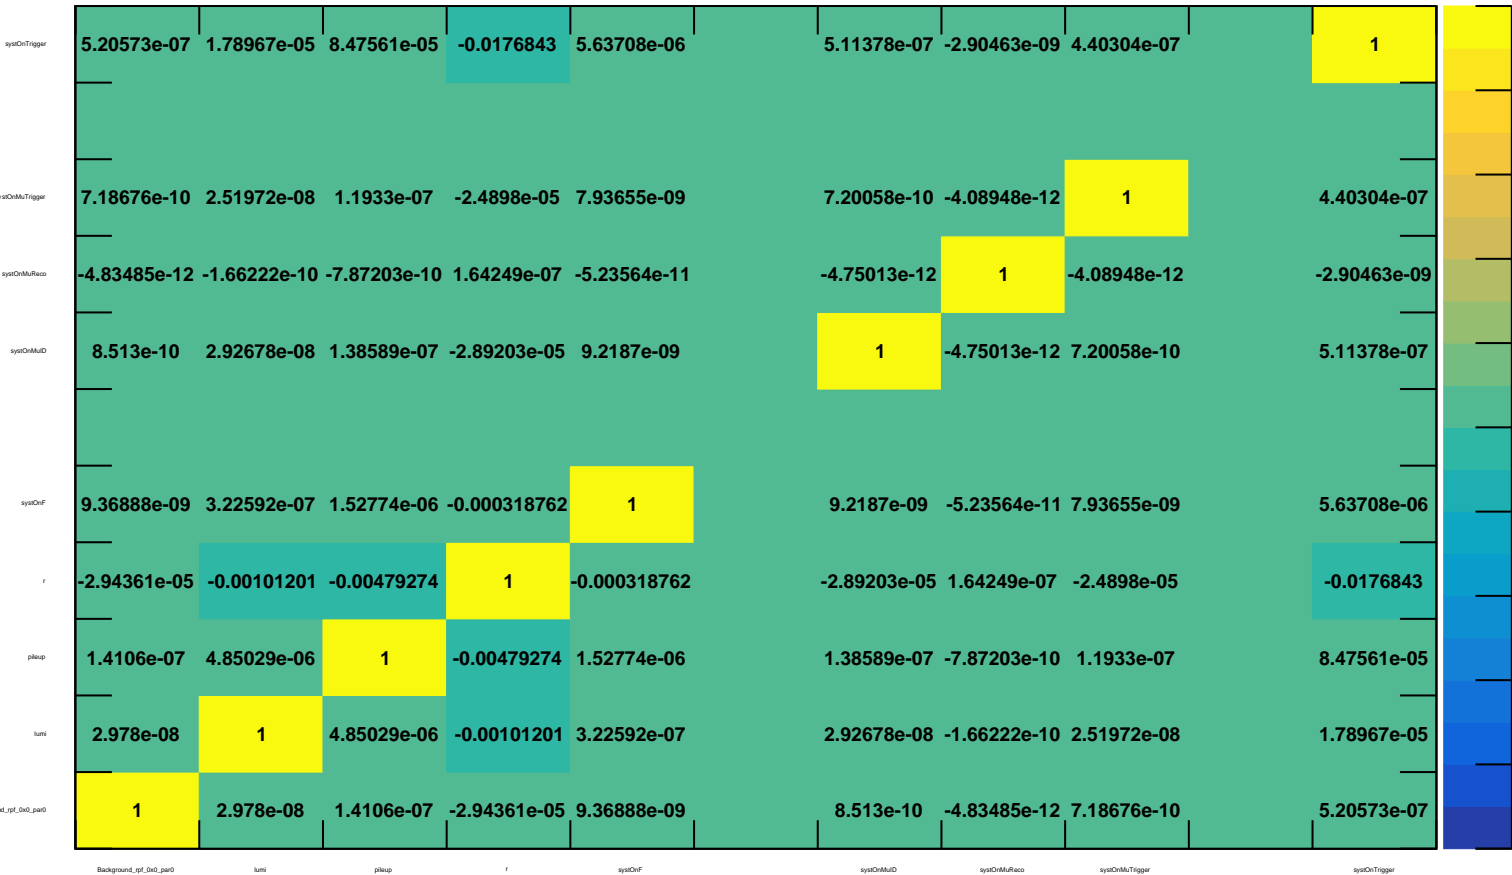 systOnTrigger 5.20573e-07 1.78967e-05 8.47561e-05 -0.0176843 5.63708e-06 5.11378e-07 -2.90463e-09 4.40304e-07 1
stOnMuTrigger 7.18676e-10 2.51972e-08 1.1933e-07 -2.4898e-05 7.93655e-09 7.20058e-10 -4.08948e-12 1 4.40304e-07
systOnMuReco -4.83485e-12 -1.66222e-10 -7.87203e-10 1.64249e-07 -5.23564e-11 -4.75013e-12 1 -4.08948e-12 -2.90463e-09
systOnMuID 8.513e-10 2.92678e-08 1.38589e-07 -2.89203e-05 9.2187e-09 1 -4.75013e-12 7.20058e-10 5.11378e-07
systOnF 9.36888e-09 3.22592e-07 1.52774e-06 -0.000318762 1 9.2187e-09 -5.23564e-11 7.93655e-09 5.63708e-06
r -2.94361e-05 -0.00101201 -0.00479274 1 -0.000318762 -2.89203e-05 1.64249e-07 -2.4898e-05 -0.0176843
pileup 1.4106e-07 4.85029e-06 1 -0.00479274 1.52774e-06 1.38589e-07 -7.87203e-10 1.1933e-07 8.47561e-05
lumi 2.978e-08 1 4.85029e-06 -0.00101201 3.22592e-07 2.92678e-08 -1.66222e-10 2.51972e-08 1.78967e-05
d_rpf_0x0_par0 1 2.978e-08 1.4106e-07 -2.94361e-05 9.36888e-09 8.513e-10 -4.83485e-12 7.18676e-10 5.20573e-07
Background_rpf_0x0_par0 lumi pileup r systOnF systOnMuID systOnMuReco systOnMuTrigger systOnTrigger